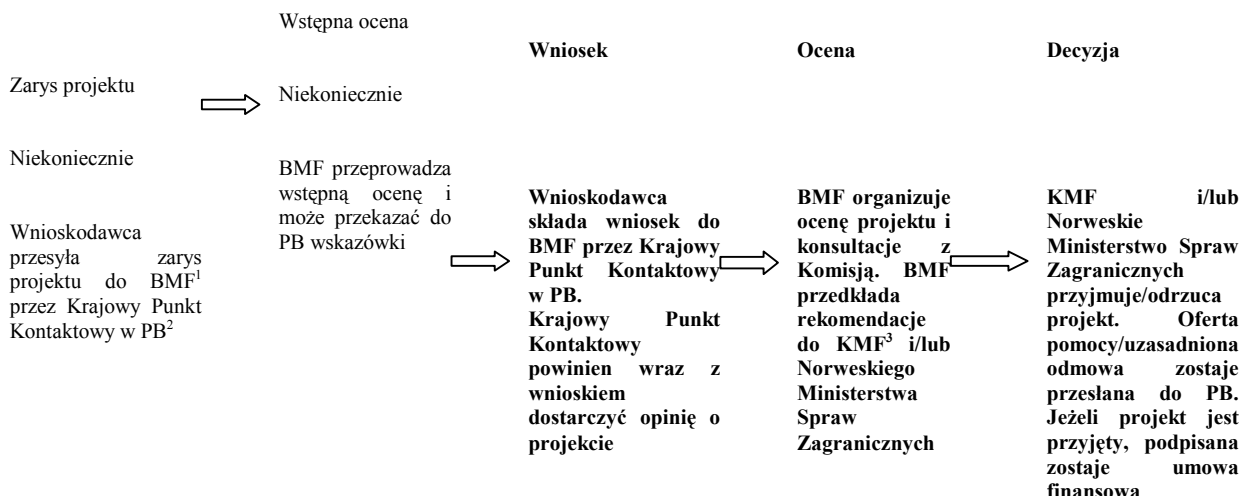 Zarys projektu
Niekoniecznie
Wnioskodawca
przesyła zarys
projektu do BMF¹
przez Krajowy Punkt
Kontaktowy w PB²
Wstępna ocena
Niekoniecznie
BMF przeprowadza
wstępną ocenę i
może przekazać do
PB wskazówki
Wniosek
Wnioskodawca
składa wniosek do
BMF przez Krajowy
Punkt Kontaktowy
w PB.
Krajowy Punkt
Kontaktowy
powinien wraz z
wnioskiem
dostarczyć opinię o
projekcie
Ocena
BMF organizuje
ocenę projektu i
konsultacje z
Komisją. BMF
przedkłada
rekomendacje
do KMF³ i/lub
Norweskiego
Ministerstwa
Spraw
Zagranicznych
Decyzja
KMF i/lub
Norweskie
Ministerstwo Spraw
Zagranicznych
przyjmuje/odrzuca
projekt. Oferta
pomocy/uzasadniona
odmowa zostaje
przesłana do PB.
Jeżeli projekt jest
przyjęty, podpisana
zostaje umowa
finansowa